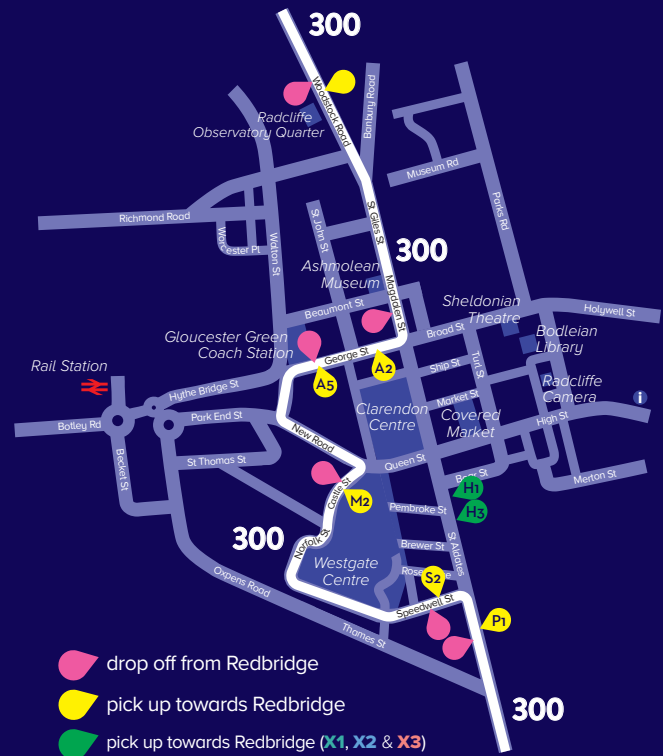 300
Woodstock Road
Banbury Road
Radcliffe
Observatory Quarter
Museum Rd
Parks Rd
Richmond Road
Worcester Pl
Walton St
St John St
St Giles St
300
Ashmolean
Museum
Magdalen St
Beaumont St
Sheldonian
Theatre
Holywell St
Broad St
Bodleian
Library
Gloucester Green
Coach Station
George St
A5
A2
Ship St
Turl St
Rail Station
Hythe Bridge St
Radcliffe
Camera
i
Market St
Clarendon
Centre
Covered
Market
High St
Botley Rd
Park End St
New Road
Becket St
St Thomas St
Queen St
Bear St
Merton St
Castle St
M2
H1
H3
Pembroke St
St Aldates
300
Norfolk St
Brewer St
Westgate
Centre
S2
Speedwell St
P1
Oxpens Road
Thames St
300
drop off from Redbridge
pick up towards Redbridge
pick up towards Redbridge (X1, X2 & X3)